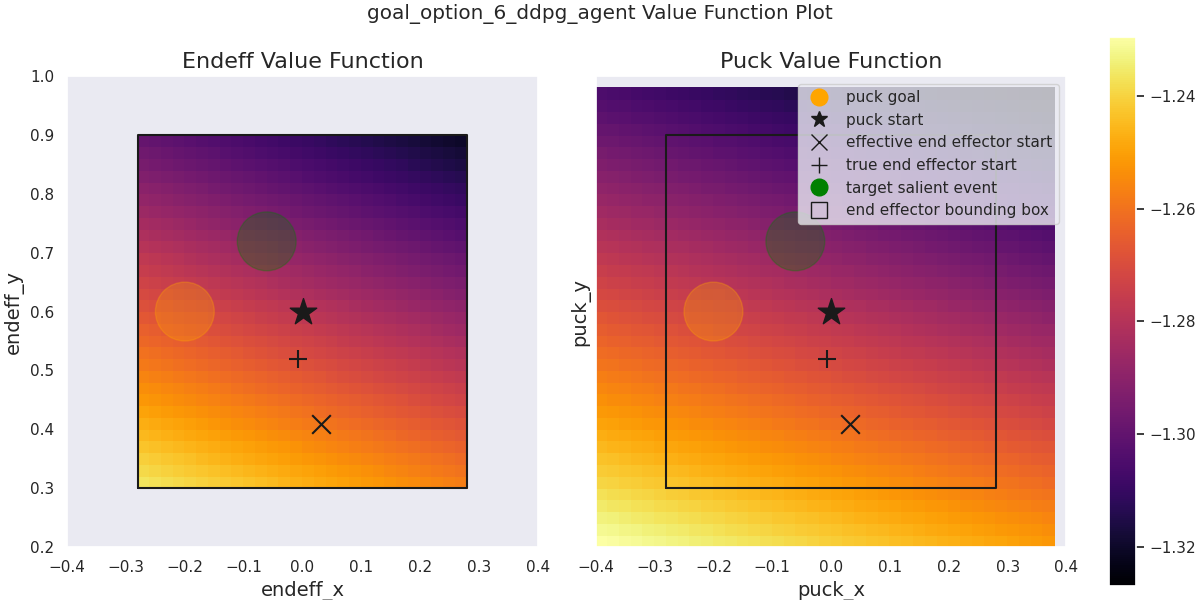 goal_option_6_ddpg_agent Value Function Plot
Endeff Value Function
1.0
0.9
0.8
0.7
0.6
0.5
0.4
0.3
0.2
endeff_y
−0.4 −0.3 −0.2 −0.1 0.0 0.1 0.2 0.3 0.4
endeff_x
Puck Value Function
puck goal
puck start
effective end effector start
true end effector start
target salient event
end effector bounding box
puck_y
−0.4 −0.3 −0.2 −0.1 0.0 0.1 0.2 0.3 0.4
puck_x
−1.24
−1.26
−1.28
−1.30
−1.32